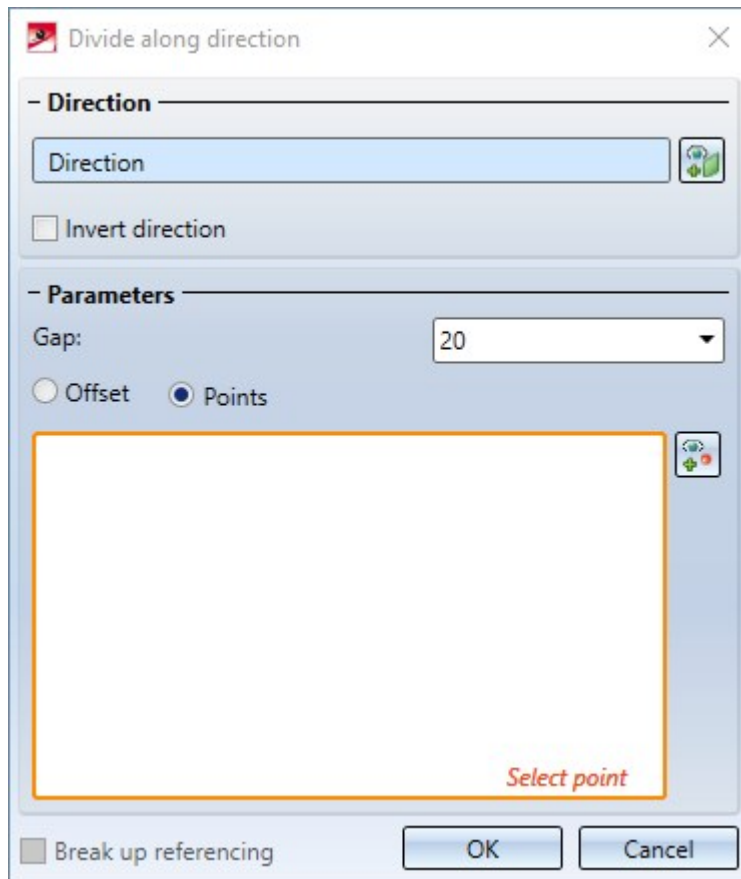 Divide along direction
Direction
Direction
Invert direction
Parameters
Gap: 20
Offset Points
Select point
Break up referencing OK Cancel